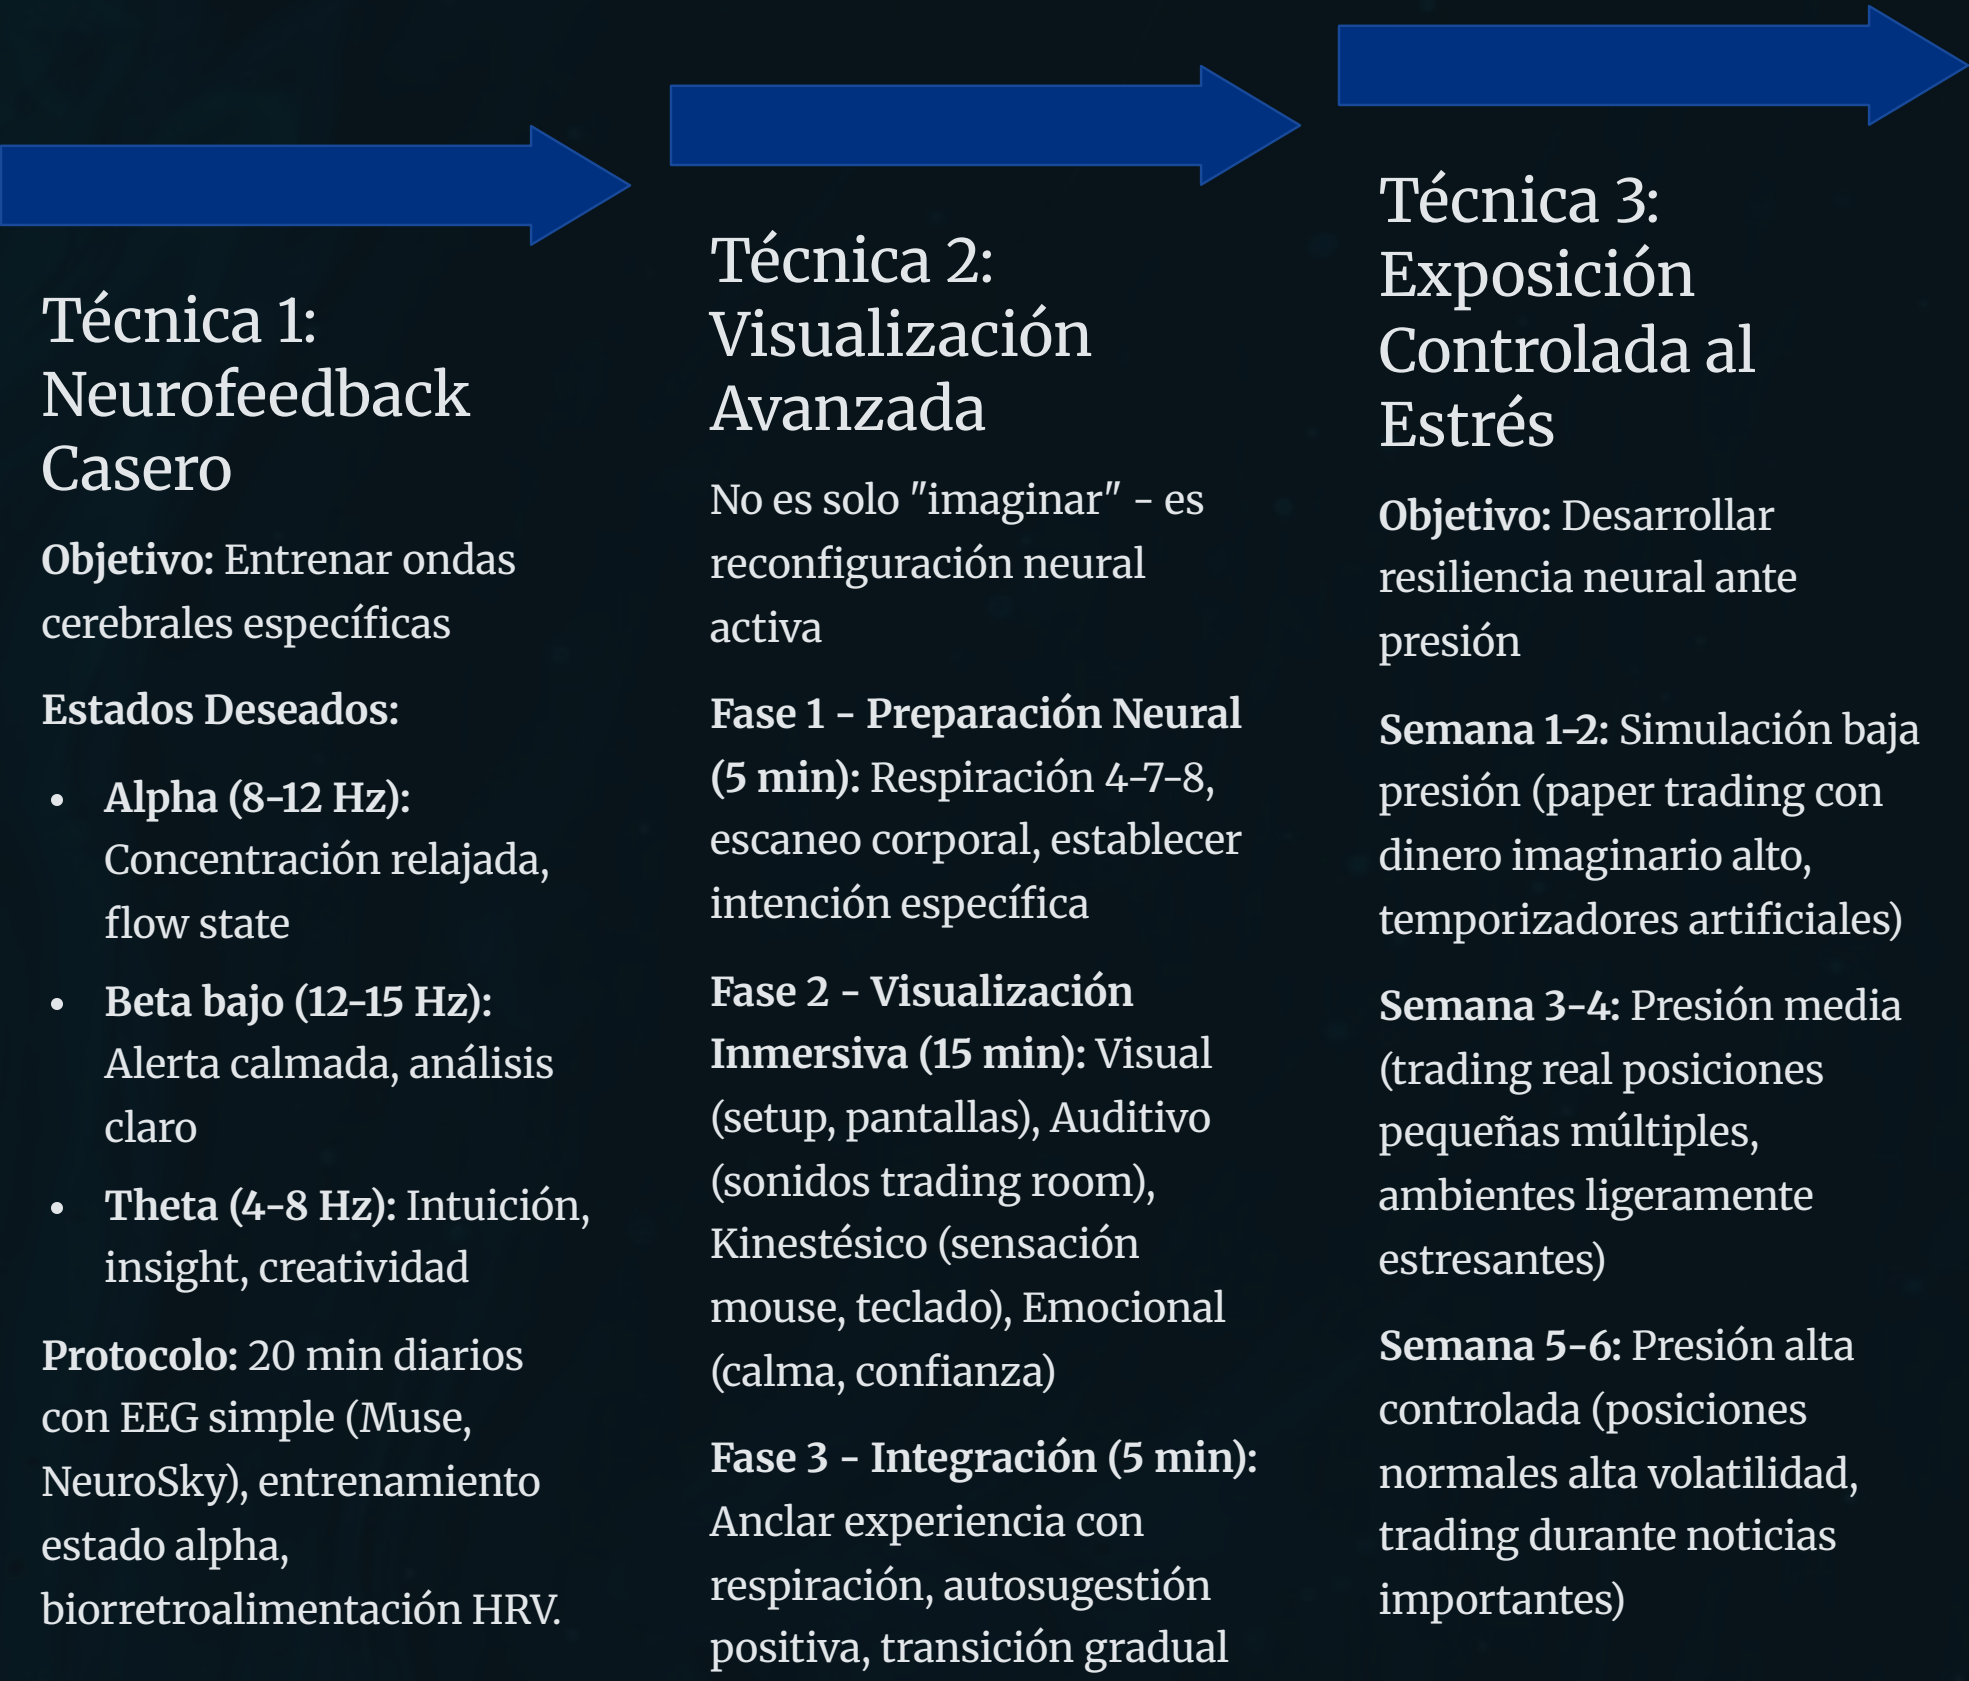 Técnica 1:
Neurofeedback
Casero
Objetivo: Entrenar ondas
cerebrales específicas
Estados Deseados:
• Alpha (8-12 Hz):
Concentración relajada,
flow state
• Beta bajo (12-15 Hz):
Alerta calmada, análisis
claro
• Theta (4-8 Hz): Intuición,
insight, creatividad
Protocolo: 20 min diarios
con EEG simple (Muse,
NeuroSky), entrenamiento
estado alpha,
biorretroalimentación HRV.
Técnica 2:
Visualización
Avanzada
No es solo "imaginar" - es
reconfiguración neural
activa
Fase 1 - Preparación Neural
(5 min): Respiración 4-7-8,
escaneo corporal, establecer
intención específica
Fase 2 - Visualización
Inmersiva (15 min): Visual
(setup, pantallas), Auditivo
(sonidos trading room),
Kinestésico (sensación
mouse, teclado), Emocional
(calma, confianza)
Fase 3 - Integración (5 min):
Anclar experiencia con
respiración, autosugestión
positiva, transición gradual
Técnica 3:
Exposición
Controlada al
Estrés
Objetivo: Desarrollar
resiliencia neural ante
presión
Semana 1-2: Simulación baja
presión (paper trading con
dinero imaginario alto,
temporizadores artificiales)
Semana 3-4: Presión media
(trading real posiciones
pequeñas múltiples,
ambientes ligeramente
estresantes)
Semana 5-6: Presión alta
controlada (posiciones
normales alta volatilidad,
trading durante noticias
importantes)